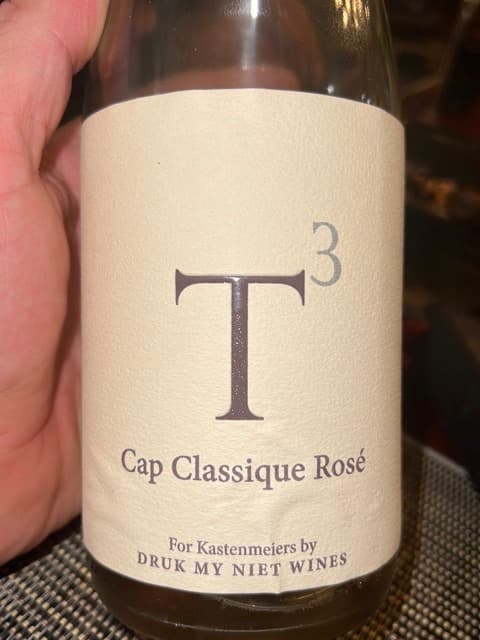 T³
Cap Classique Rosé
For Kastenmeiers by
DRUK MY NIET WINES